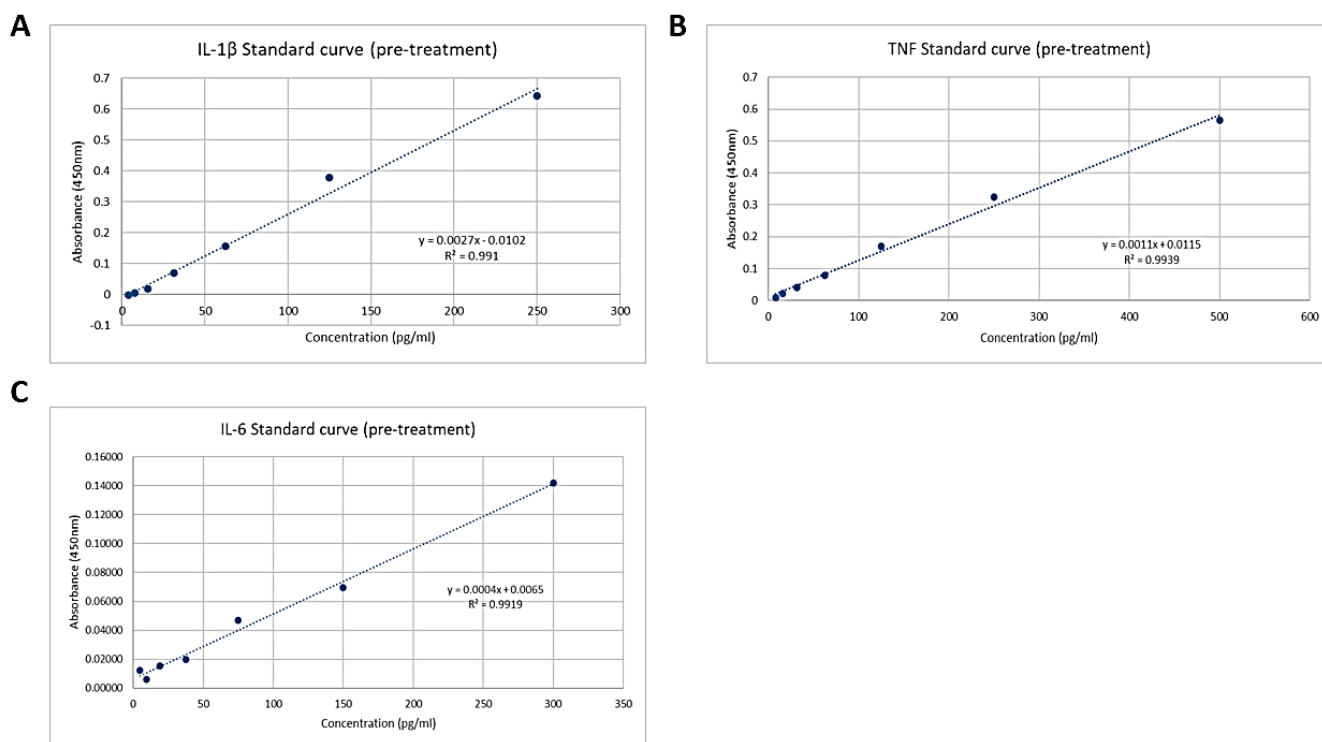 A
IL-1β Standard curve (pre-treatment)
0.7
0.6
0.5
0.4
0.3
0.2
0.1
0
-0.1
Absorbance (450nm)
y = 0.0027x - 0.0102
R² = 0.991
0 50 100 150 200 250 300
Concentration (pg/ml)
B
TNF Standard curve (pre-treatment)
0.7
0.6
0.5
0.4
0.3
0.2
0.1
0
Absorbance (450nm)
y = 0.0011x + 0.0115
R² = 0.9939
0 100 200 300 400 500 600
Concentration (pg/ml)
C
IL-6 Standard curve (pre-treatment)
0.16000
0.14000
0.12000
0.10000
0.08000
0.06000
0.04000
0.02000
0.00000
Absorbance (450nm)
y = 0.0004x + 0.0065
R² = 0.9919
0 50 100 150 200 250 300 350
Concentration (pg/ml)